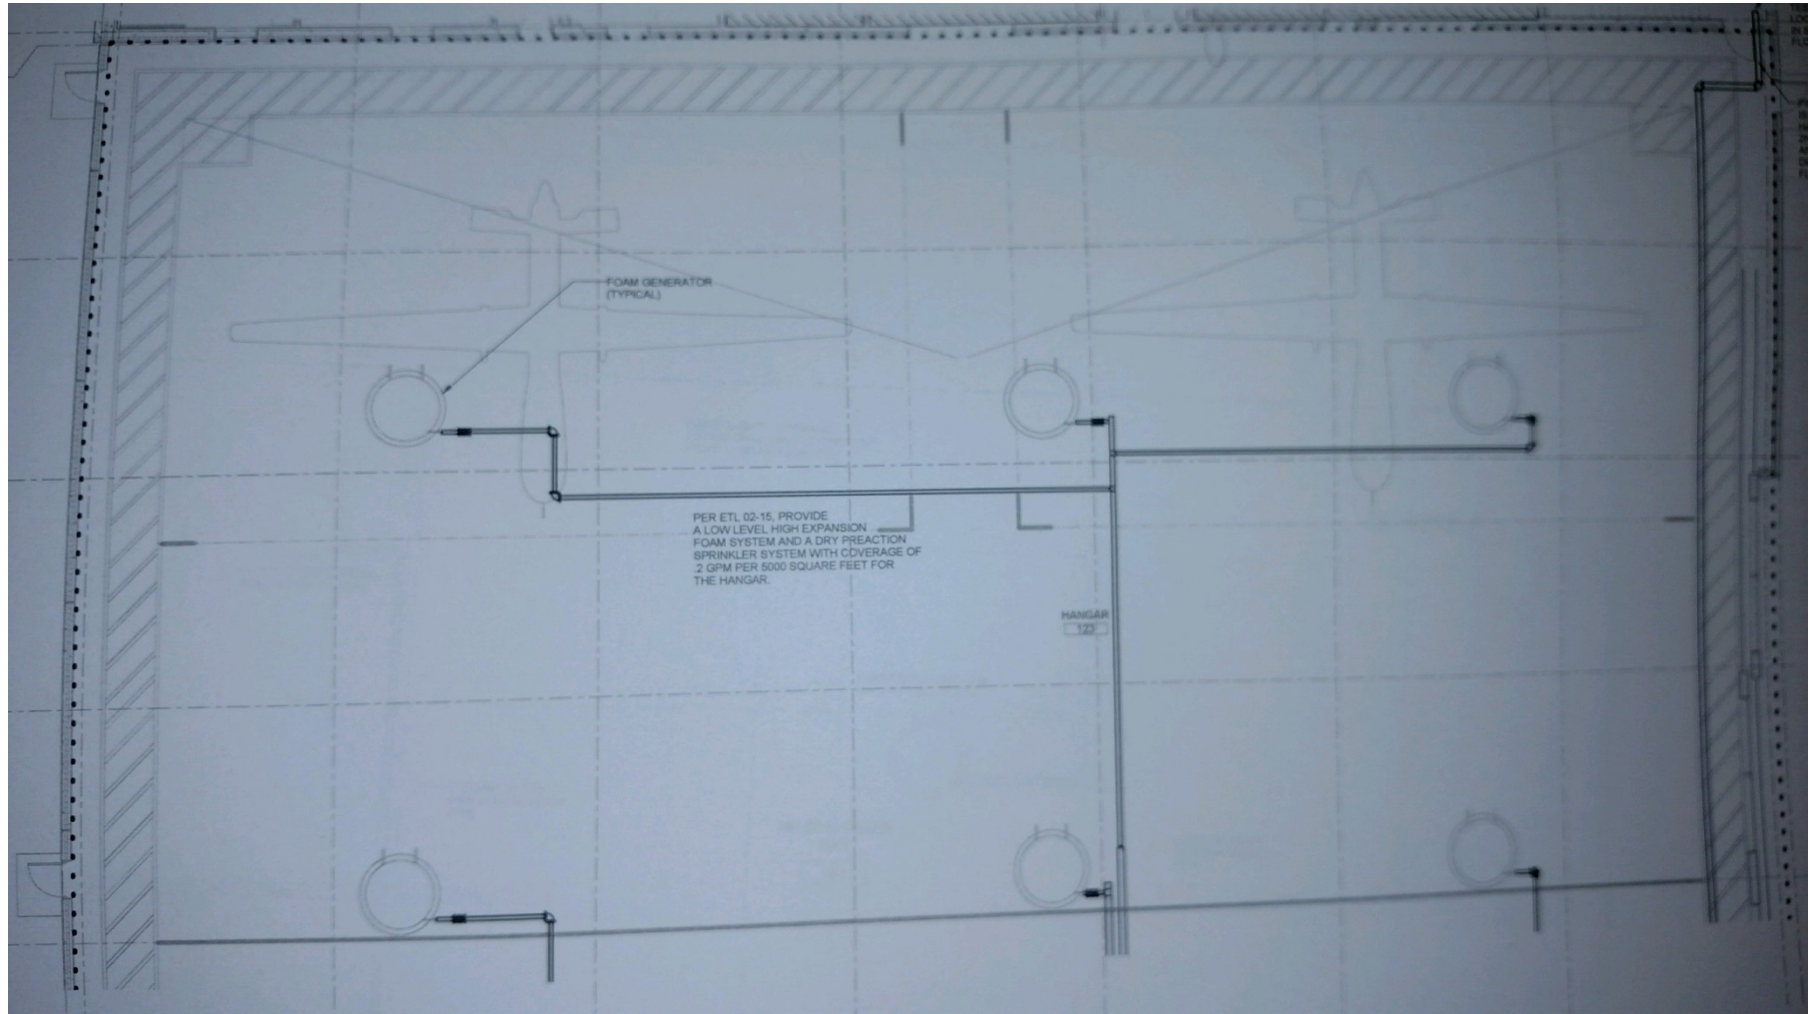 FOAM GENERATOR
(TYPICAL)
PER ETL 02-15, PROVIDE
A LOW LEVEL HIGH EXPANSION
FOAM SYSTEM AND A DRY PREACTION
SPRINKLER SYSTEM WITH COVERAGE OF
.2 GPM PER 5000 SQUARE FEET FOR
THE HANGAR.
HANGAR
123